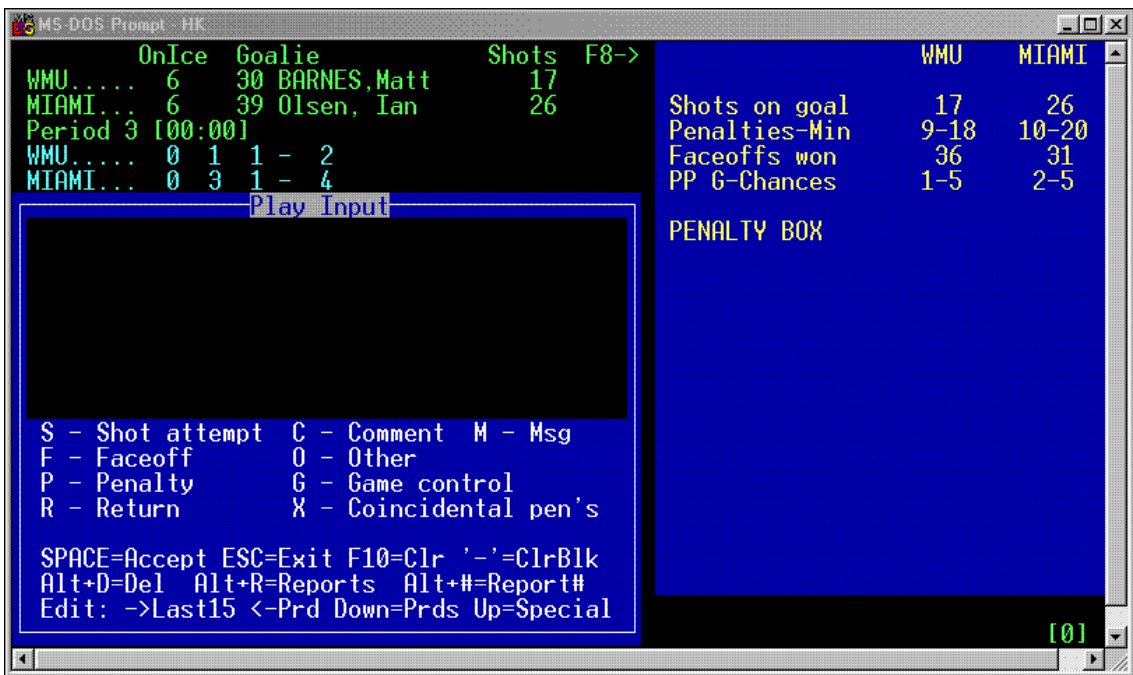 MS-DOS Prompt - HK
OnIce Goalie Shots F8->
WMU..... 6 30 BARNES,Matt 17
MIAMI... 6 39 Olsen, Ian 26
Period 3 [00:00]
WMU..... 0 1 1 - 2
MIAMI... 0 3 1 - 4
Play Input
S - Shot attempt C - Comment M - Msg
F - Faceoff O - Other
P - Penalty G - Game control
R - Return X - Coincidental pen's
SPACE=Accept ESC=Exit F10=Clr '-'=ClrBlk
Alt+D=Del Alt+R=Reports Alt+#=Report#
Edit: ->Last15 <-Prd Down=Prds Up=Special
WMU MIAMI
Shots on goal 17 26
Penalties-Min 9-18 10-20
Faceoffs won 36 31
PP G-Chances 1-5 2-5
PENALTY BOX
[0]